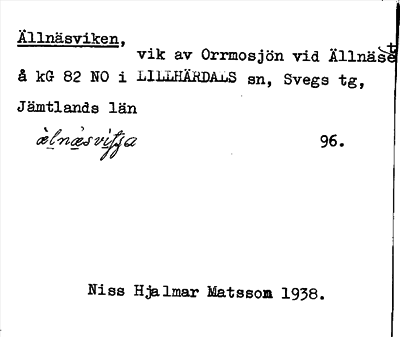 Ällnäsviken,
vik av Orrmosjön vid Ällnäset
å kG 82 NO i LILLHÄRDALS sn, Svegs tg,
Jämtlands län
96.
Niss Hjalmar Matsson 1938.